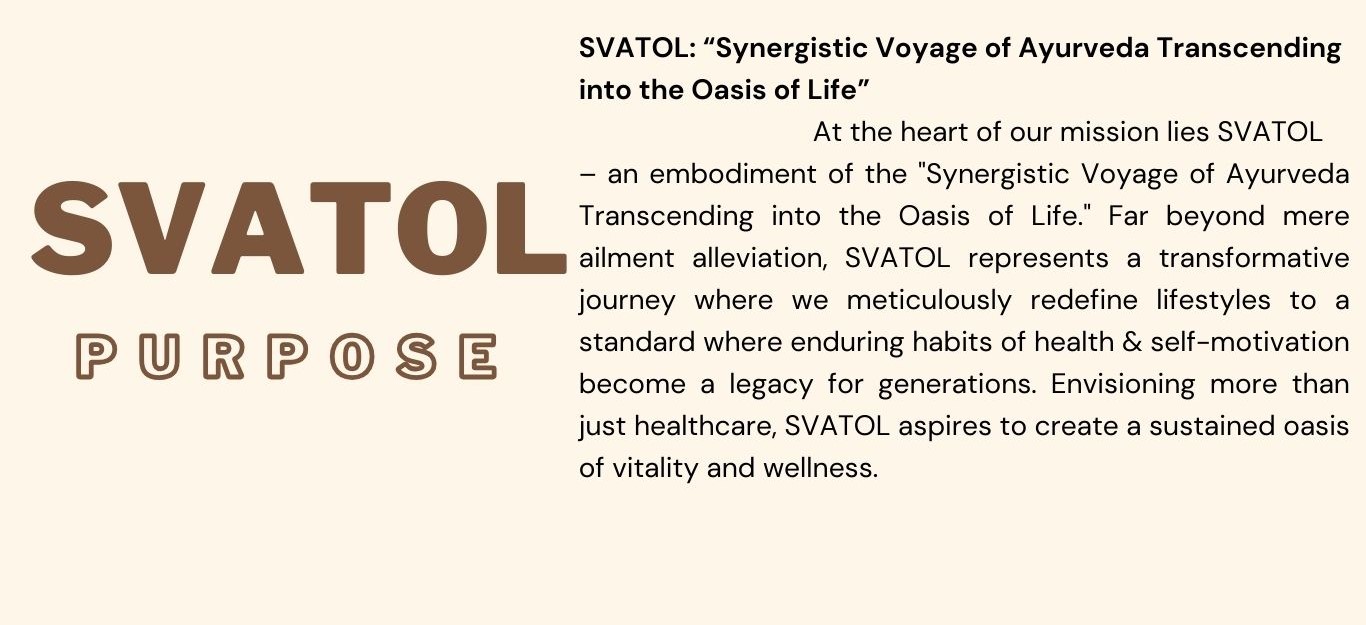 SVATOL
PURPOSE
SVATOL: “Synergistic Voyage of Ayurveda Transcending
into the Oasis of Life”
At the heart of our mission lies SVATOL
– an embodiment of the "Synergistic Voyage of Ayurveda
Transcending into the Oasis of Life." Far beyond mere
ailment alleviation, SVATOL represents a transformative
journey where we meticulously redefine lifestyles to a
standard where enduring habits of health & self-motivation
become a legacy for generations. Envisioning more than
just healthcare, SVATOL aspires to create a sustained oasis
of vitality and wellness.